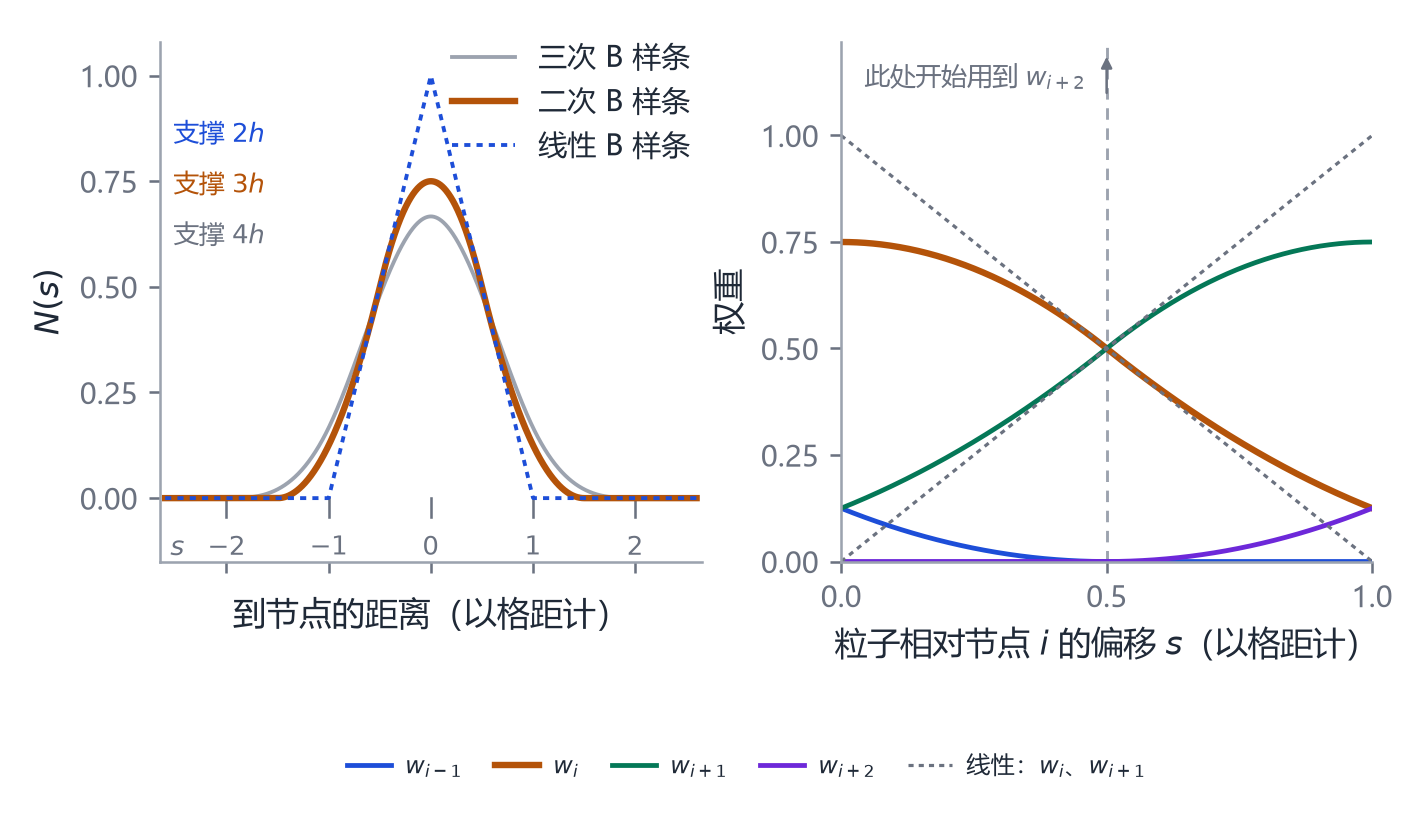 三次 B 样条
二次 B 样条
线性 B 样条
支撑 2h
支撑 3h
支撑 4h
N(s)
1.00
0.75
0.50
0.25
0.00
s −2 −1 0 1 2
到节点的距离（以格距计）
此处开始用到 w_{i+2}
权重
1.00
0.75
0.50
0.25
0.00
0.0 0.5 1.0
粒子相对节点 i 的偏移 s（以格距计）
w_{i−1} w_i w_{i+1} w_{i+2} 线性：w_i、w_{i+1}